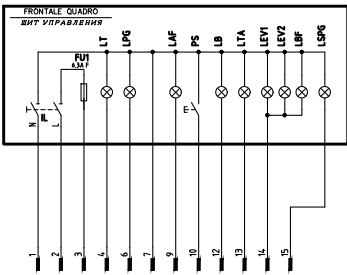 FRONTALE QUADRO
ЩИТ УПРАВЛЕНИЯ
FU1
6,3A F
LT
LPG
LAF
PS
LB
LTA
LEV1
LEV2
LBF
LSPG
IL
N
L
1
2
3
4
6
7
9
10
12
13
14
15